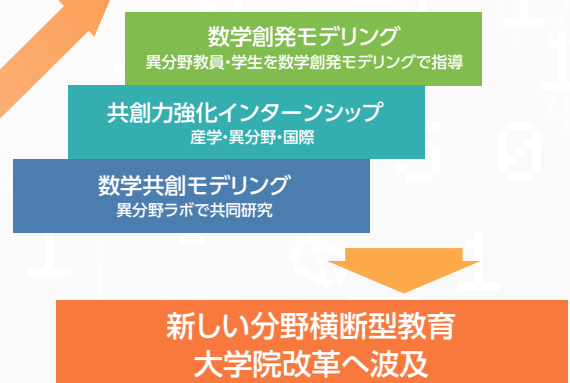 数学創発モデリング
異分野教員・学生を数学創発モデリングで指導
共創力強化インターンシップ
産学・異分野・国際
数学共創モデリング
異分野ラボで共同研究
新しい分野横断型教育
大学院改革へ波及